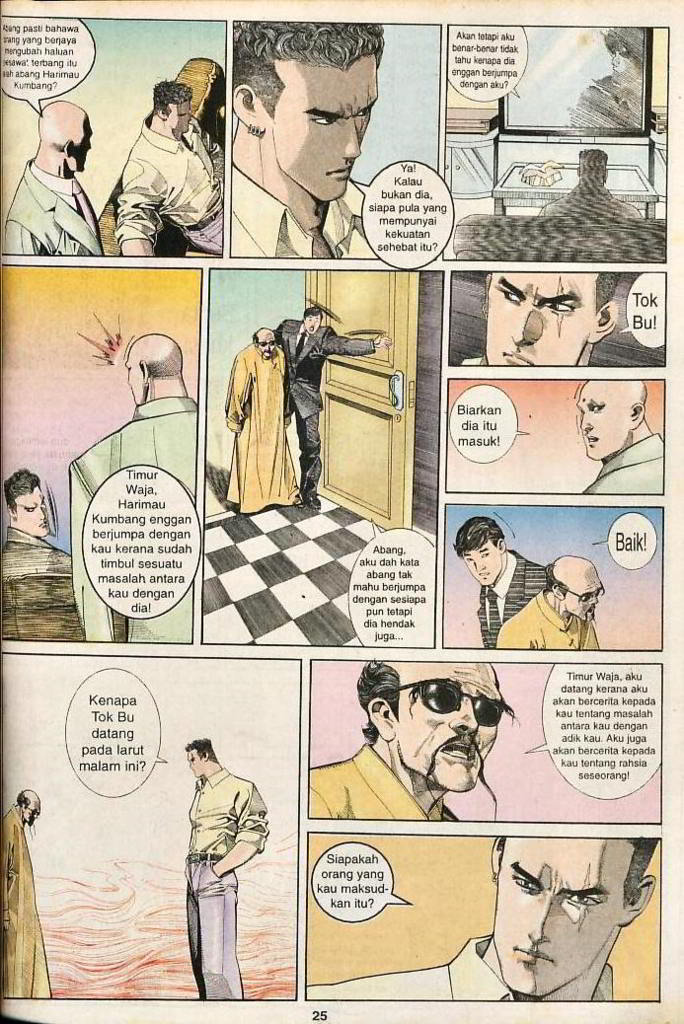 Abang pasti bahawa
orang yang berjaya
mengubah haluan
pesawat terbang itu
ialah abang Harimau
Kumbang?
Ya!
Kalau
bukan dia,
siapa pula yang
mempunyai
kekuatan
sehebat itu?
Akan tetapi aku
benar-benar tidak
tahu kenapa dia
enggan berjumpa
dengan aku?
Timur
Waja,
Harimau
Kumbang enggan
berjumpa dengan
kau kerana sudah
timbul sesuatu
masalah antara
kau dengan
dia!
Abang,
aku dah kata
abang tak
mahu berjumpa
dengan sesiapa
pun tetapi
dia hendak
juga...
Tok
Bu!
Biarkan
dia itu
masuk!
Baik!
Kenapa
Tok Bu
datang
pada larut
malam ini?
Timur Waja, aku
datang kerana aku
akan bercerita kepada
kau tentang masalah
antara kau dengan
adik kau. Aku juga
akan bercerita kepada
kau tentang rahsia
seseorang!
Siapakah
orang yang
kau maksud-
kan itu?
25